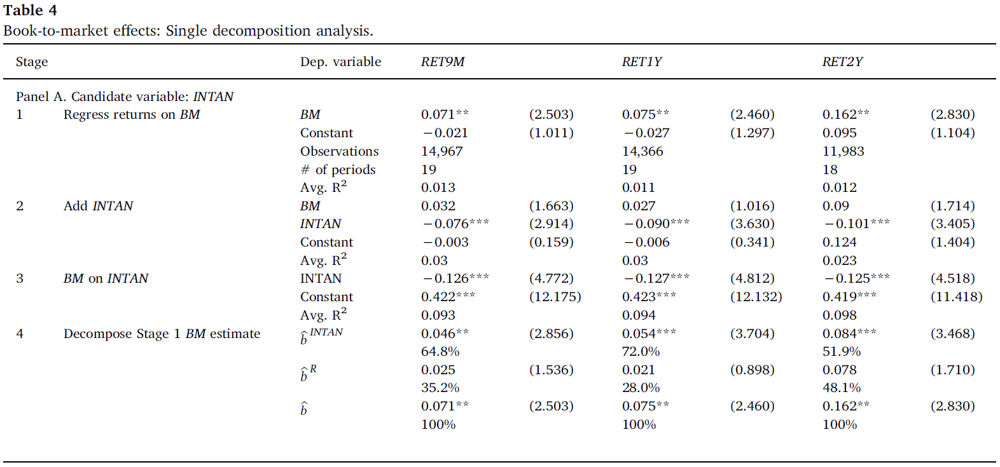 Table 4
Book-to-market effects: Single decomposition analysis.
Stage Dep. variable RET9M RET1Y RET2Y
Panel A. Candidate variable: INTAN
1 Regress returns on BM BM 0.071** (2.503) 0.075** (2.460) 0.162** (2.830)
Constant −0.021 (1.011) −0.027 (1.297) 0.095 (1.104)
Observations 14,967 14,366 11,983
# of periods 19 19 18
Avg. R² 0.013 0.011 0.012
2 Add INTAN BM 0.032 (1.663) 0.027 (1.016) 0.09 (1.714)
INTAN −0.076*** (2.914) −0.090*** (3.630) −0.101*** (3.405)
Constant −0.003 (0.159) −0.006 (0.341) 0.124 (1.404)
Avg. R² 0.03 0.03 0.023
3 BM on INTAN INTAN −0.126*** (4.772) −0.127*** (4.812) −0.125*** (4.518)
Constant 0.422*** (12.175) 0.423*** (12.132) 0.419*** (11.418)
Avg. R² 0.093 0.094 0.098
4 Decompose Stage 1 BM estimate b̂^INTAN 0.046** (2.856) 0.054*** (3.704) 0.084*** (3.468)
64.8% 72.0% 51.9%
b̂^R 0.025 (1.536) 0.021 (0.898) 0.078 (1.710)
35.2% 28.0% 48.1%
b̂ 0.071** (2.503) 0.075** (2.460) 0.162** (2.830)
100% 100% 100%